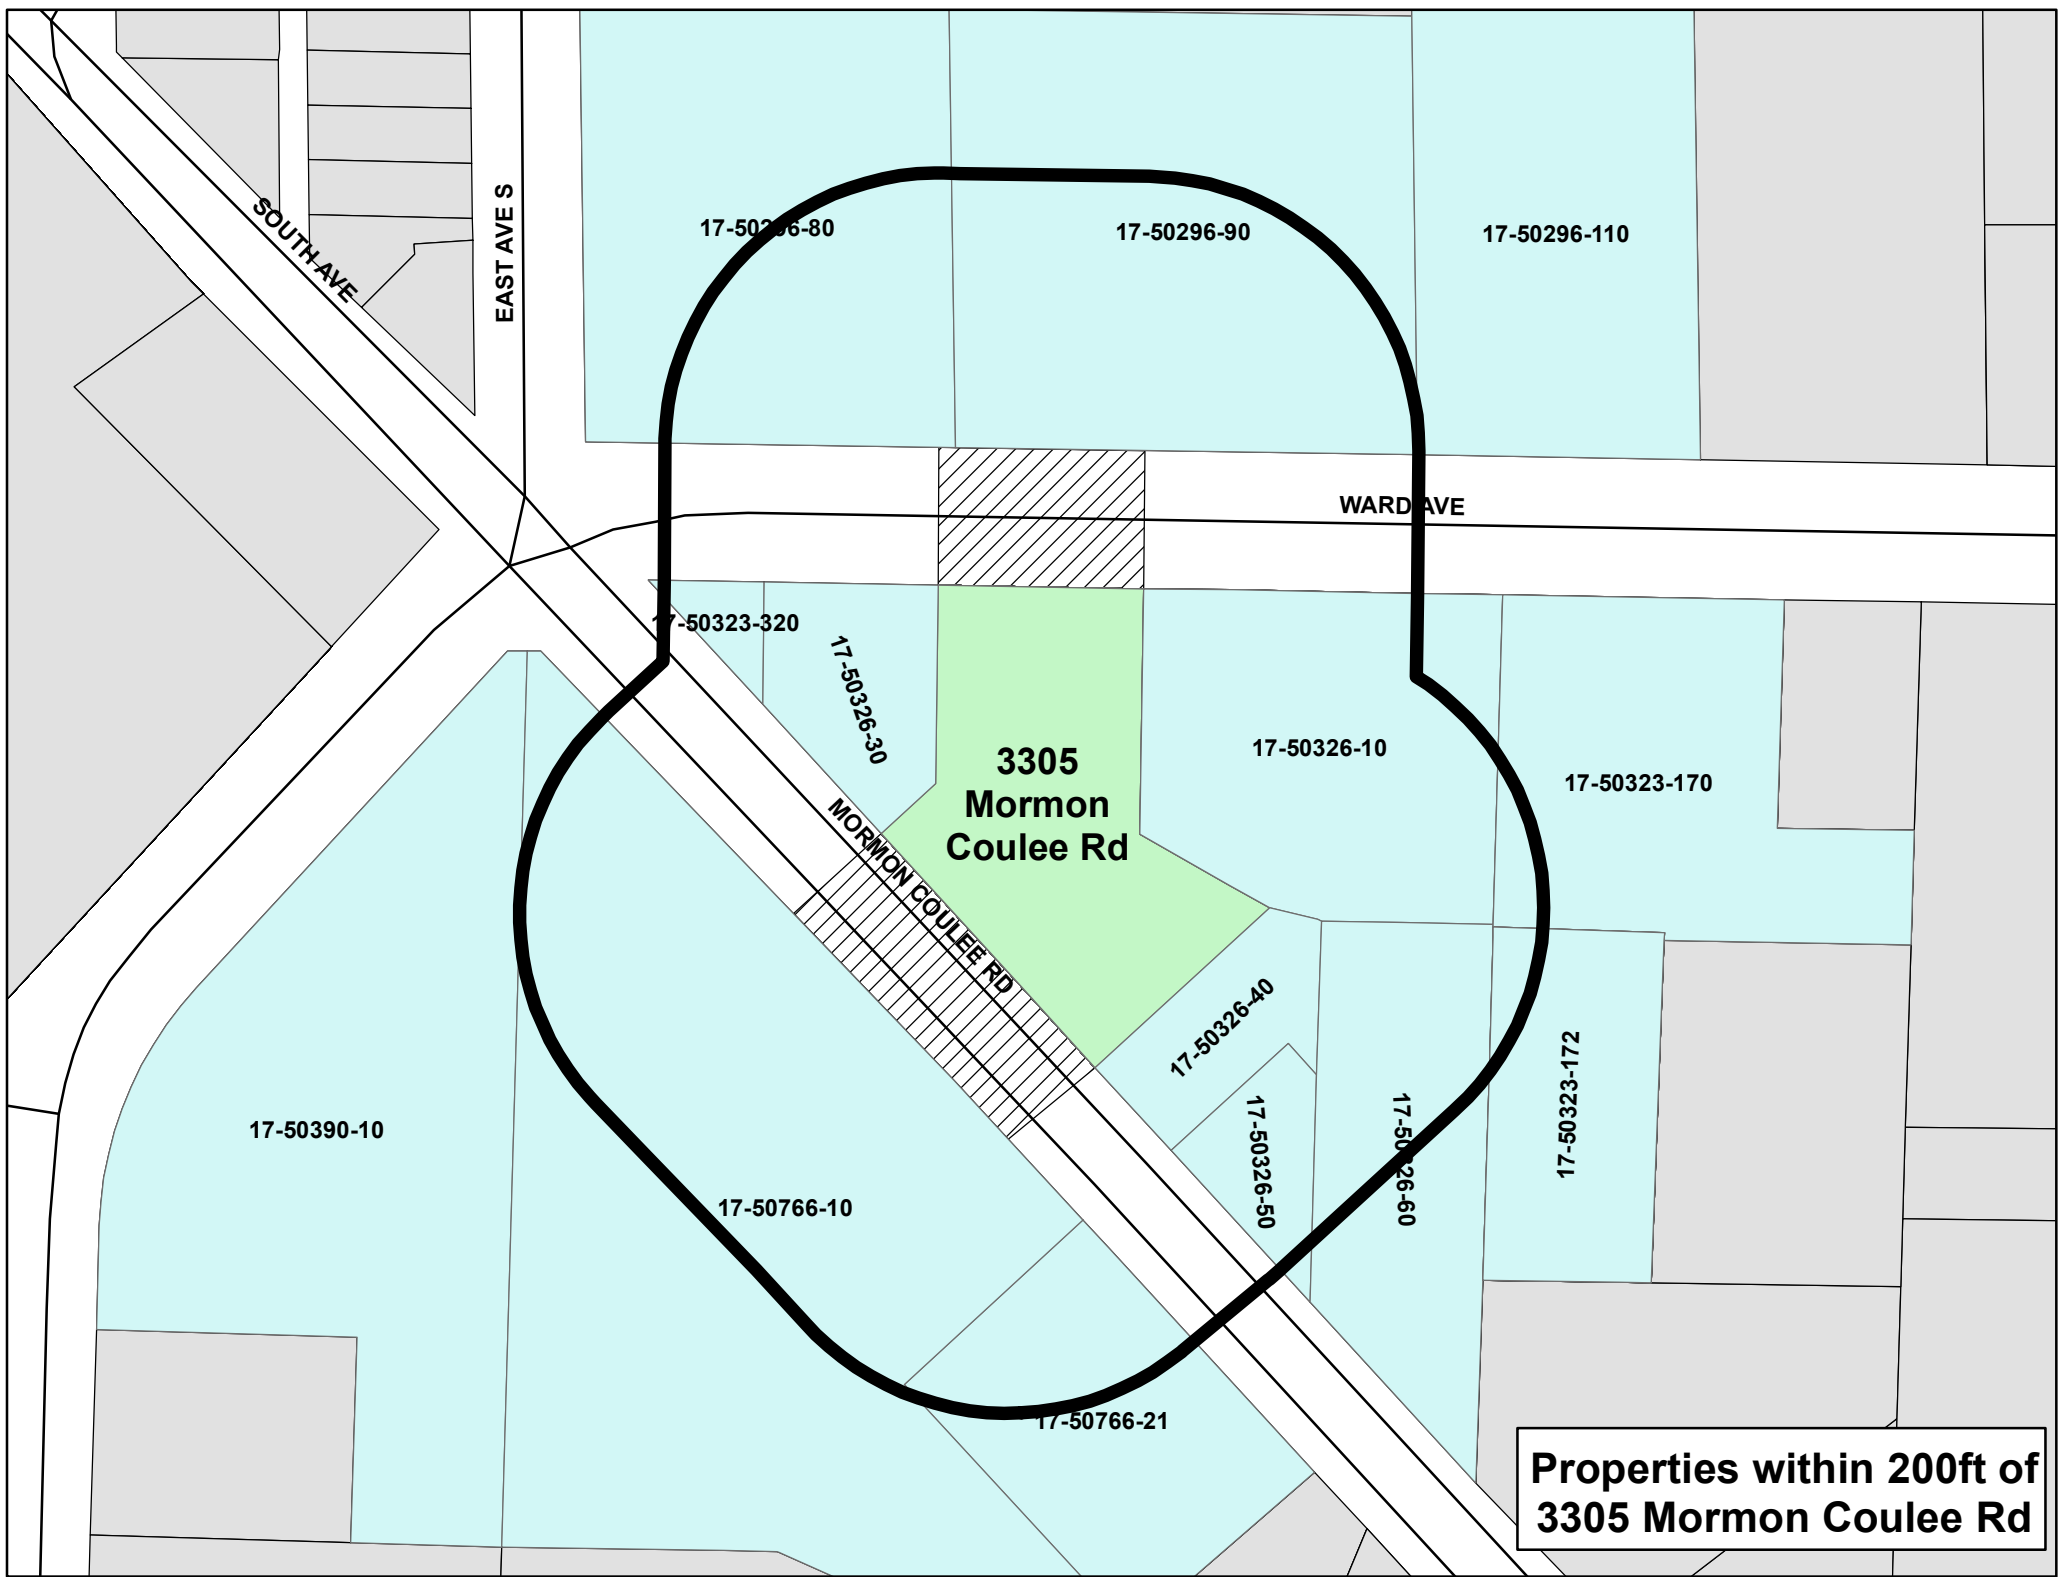 SOUTH AVE
EAST AVE S
17-50296-80
17-50296-90
17-50296-110
WARD AVE
17-50323-320
17-50326-30
3305
Mormon
Coulee Rd
17-50326-10
17-50323-170
MORMON COULEE RD
17-50326-40
17-50326-50
17-50326-60
17-50323-172
17-50390-10
17-50766-10
17-50766-21
Properties within 200ft of
3305 Mormon Coulee Rd